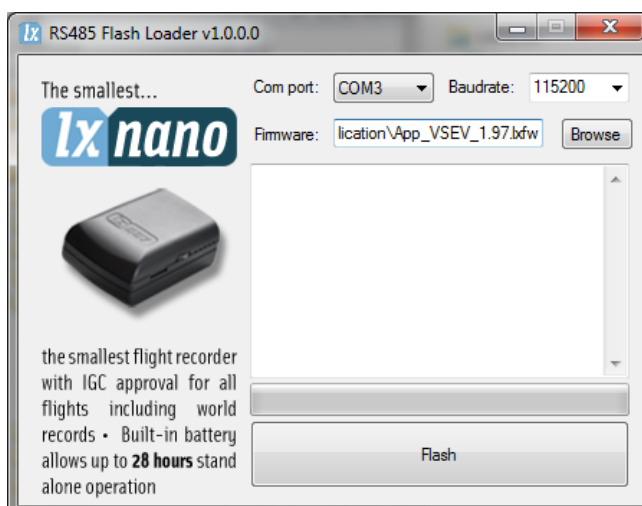 lx RS485 Flash Loader v1.0.0.0
The smallest...
lx nano
Com port: COM3 Baudrate: 115200
Firmware: lication\App_VSEV_1.97.lxfw Browse
the smallest flight recorder
with IGC approval for all
flights including world
records • Built-in battery
allows up to 28 hours stand
alone operation
Flash